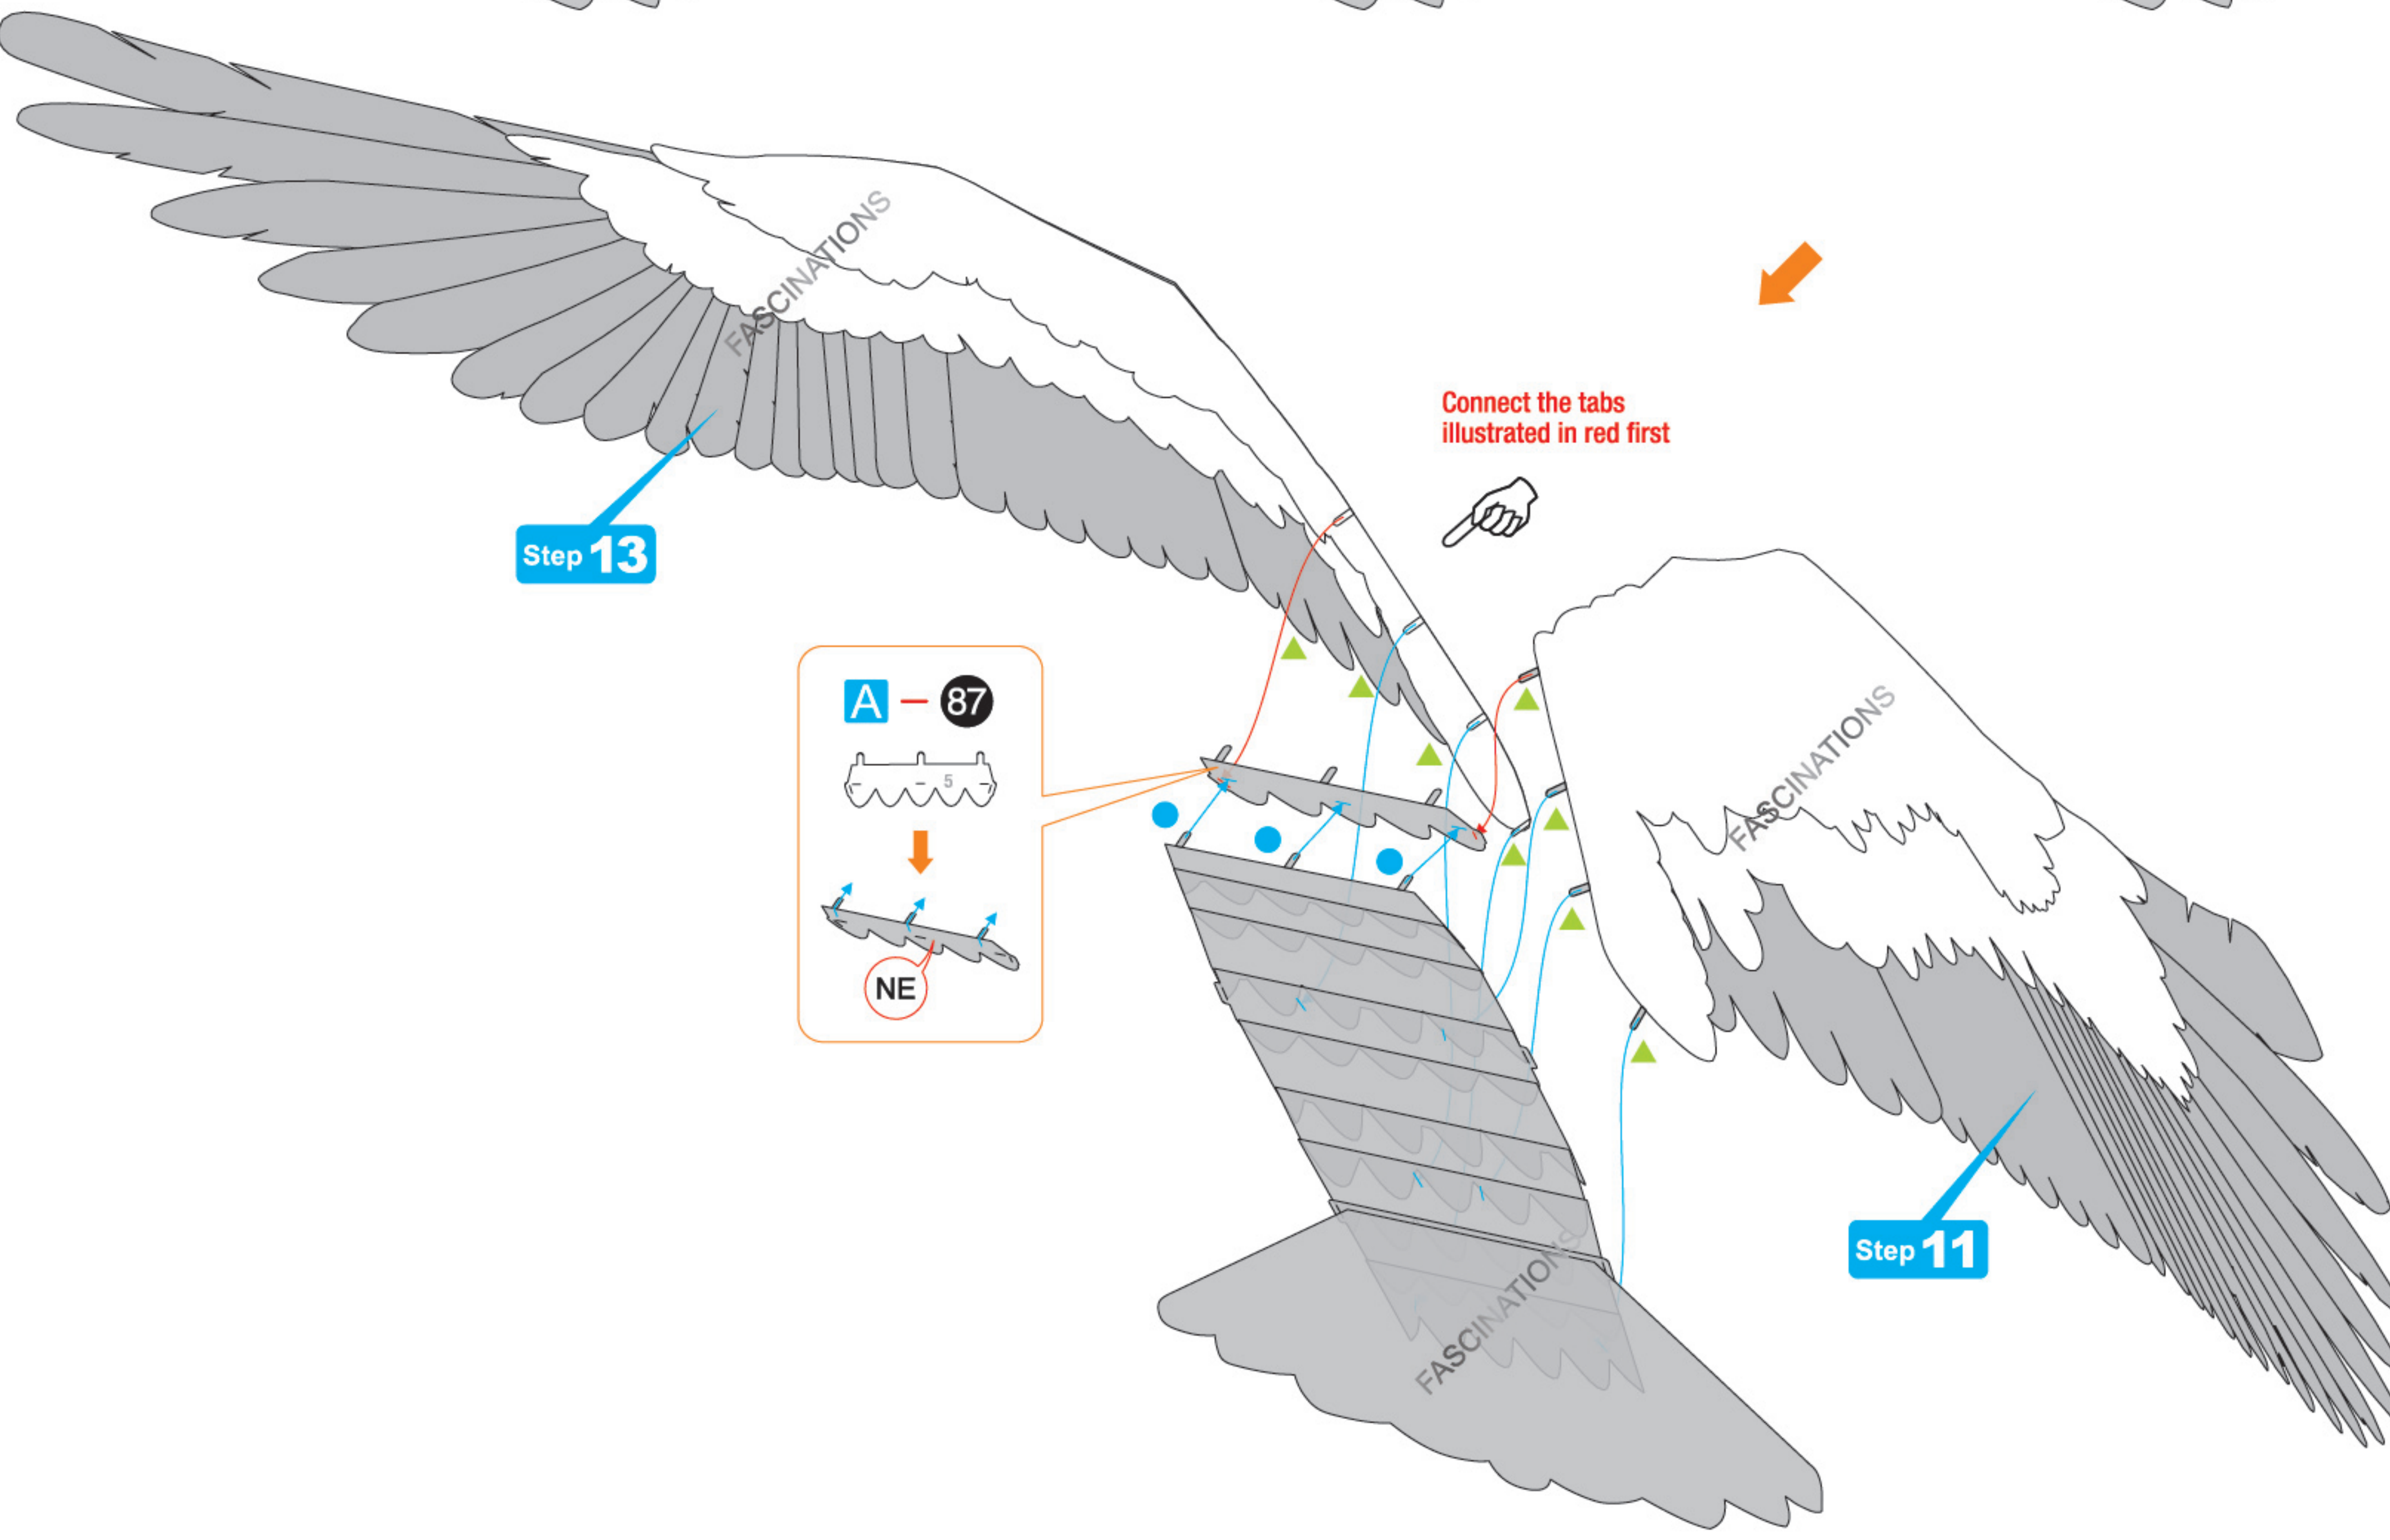 FASCINATIONS
Connect the tabs
illustrated in red first
Step 13
A – 87
5
NE
FASCINATIONS
Step 11
FASCINATIONS